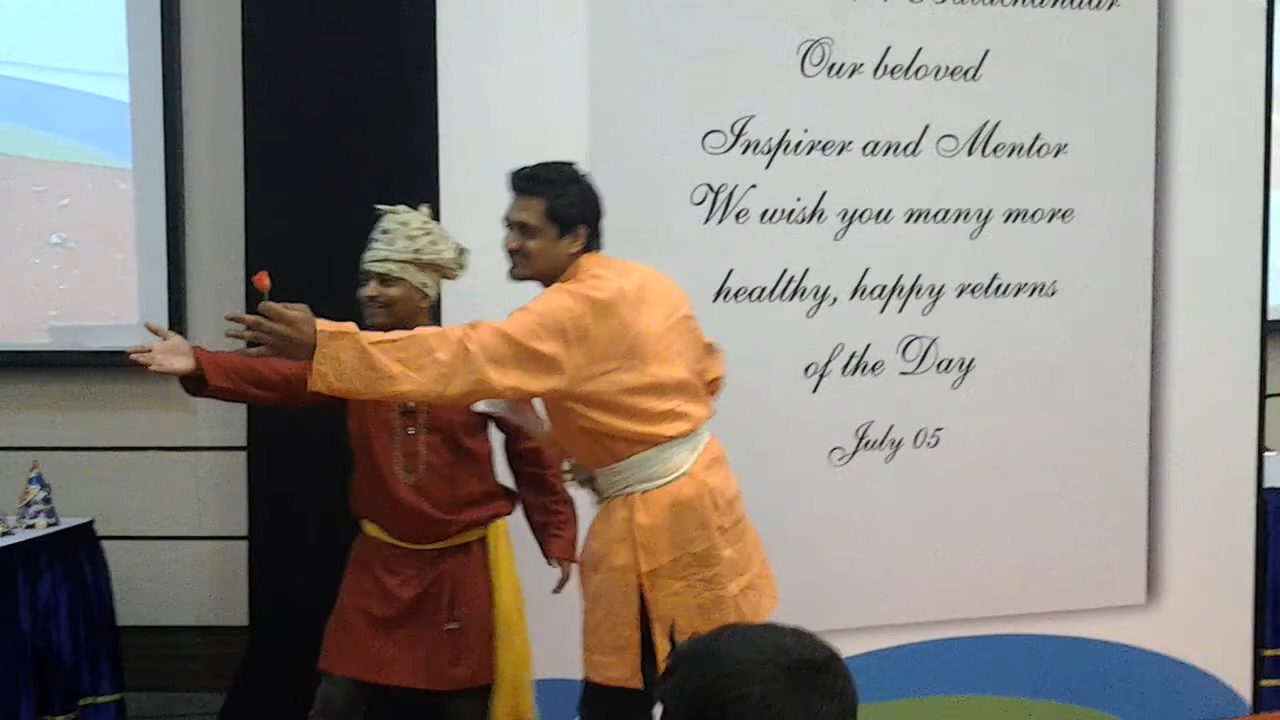 Our beloved
Inspirer and Mentor
We wish you many more
healthy, happy returns
of the Day
July 05